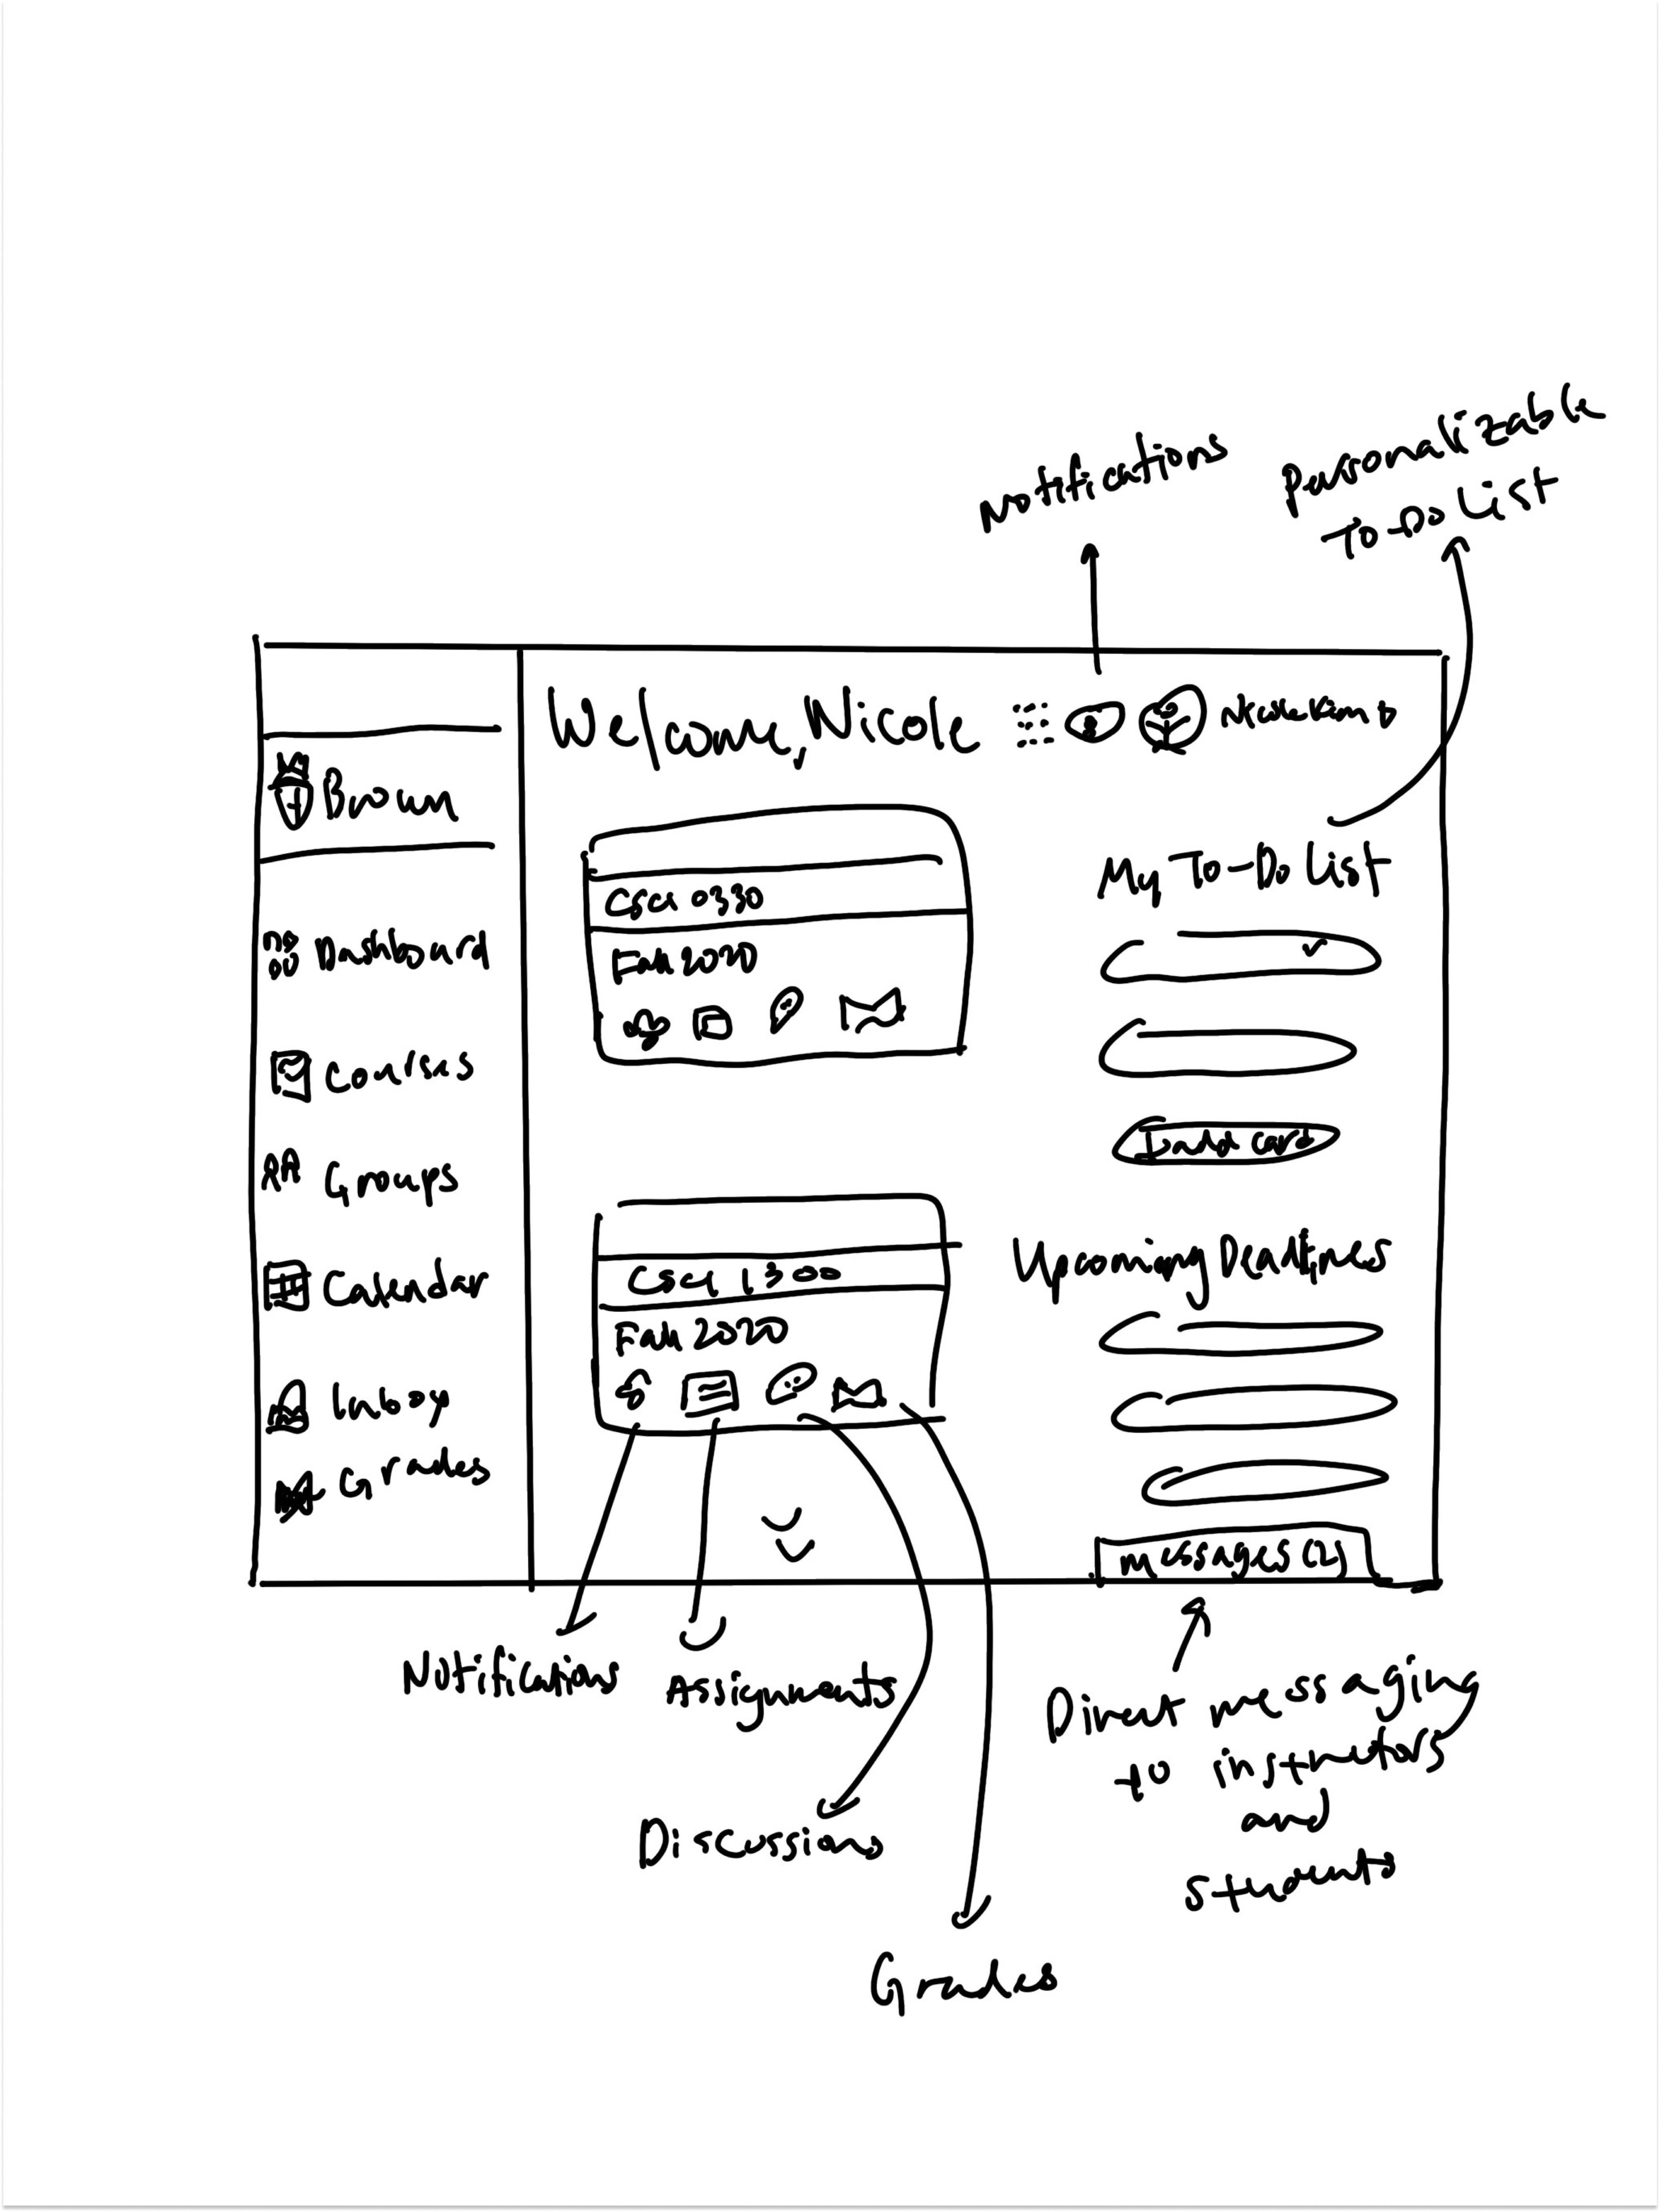 Notifications
Personalizable
To-Do List
Welcome, Nicole
Brown
My To-Do List
CSCI 0330
Dashboard
Fall 2020
Courses
card
Groups
Upcoming Deadlines
CSCI 1300
Calendar
Fall 2020
Inbox
Grades
messages (2)
Notifications
Assignments
Direct messaging
to instructors
and
students
Discussions
Grades